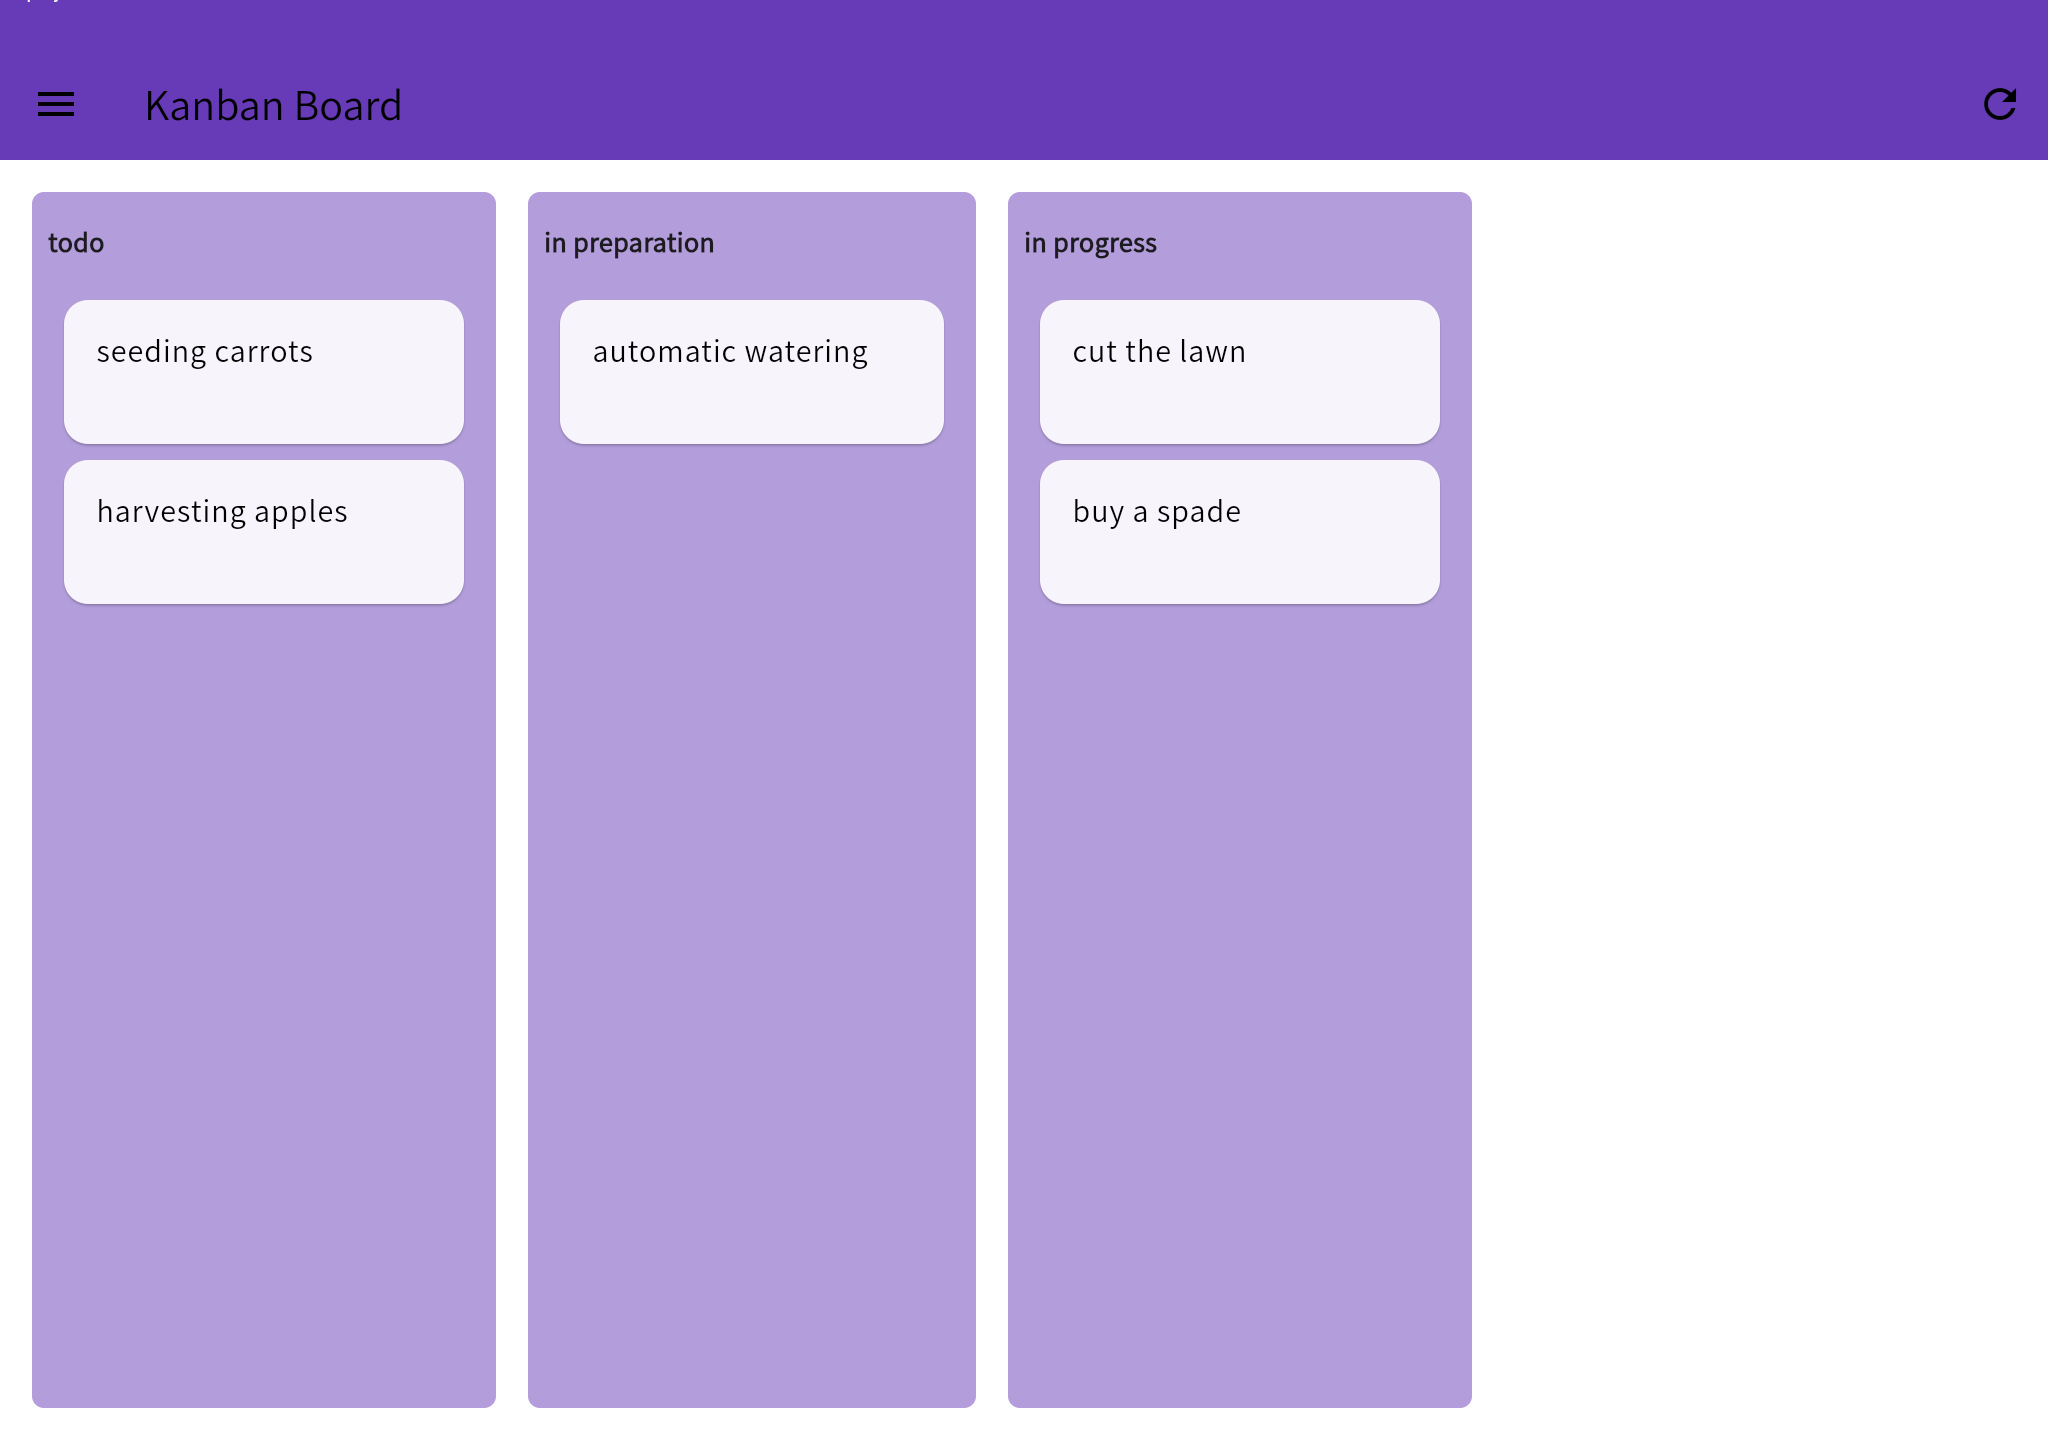 Kanban Board
todo
seeding carrots
harvesting apples
in preparation
automatic watering
in progress
cut the lawn
buy a spade